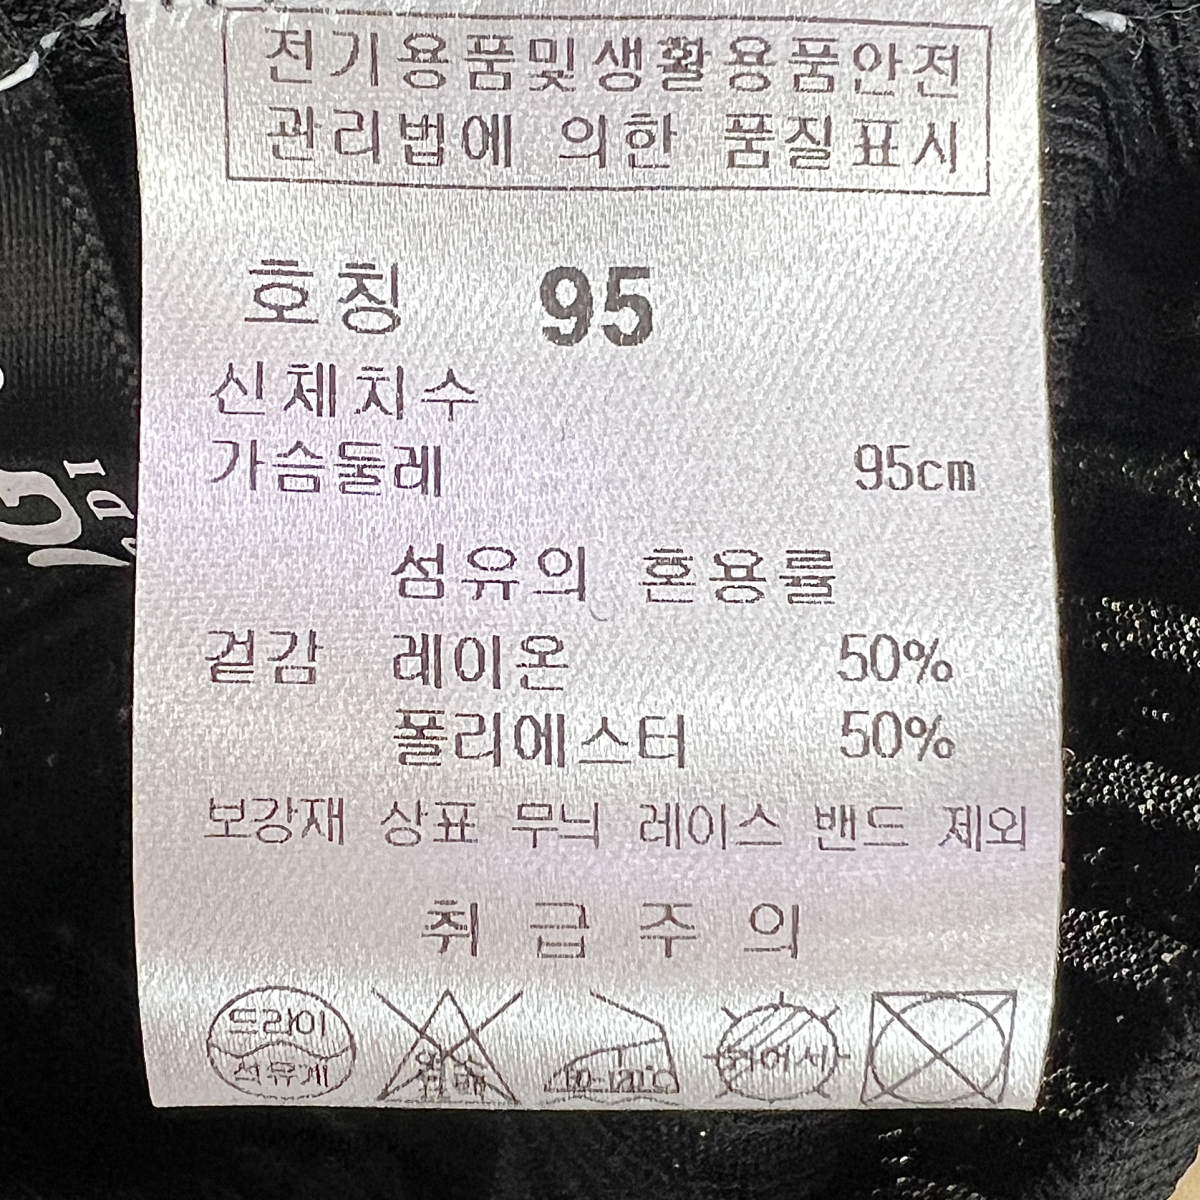 전기용품및생활용품안전
관리법에 의한 품질표시
호칭 95
신체치수
가슴둘레 95cm
섬유의 혼용률
겉감 레이온 50%
폴리에스터 50%
보강재 상표 무늬 레이스 밴드 제외
취급주의
드라이
석유계